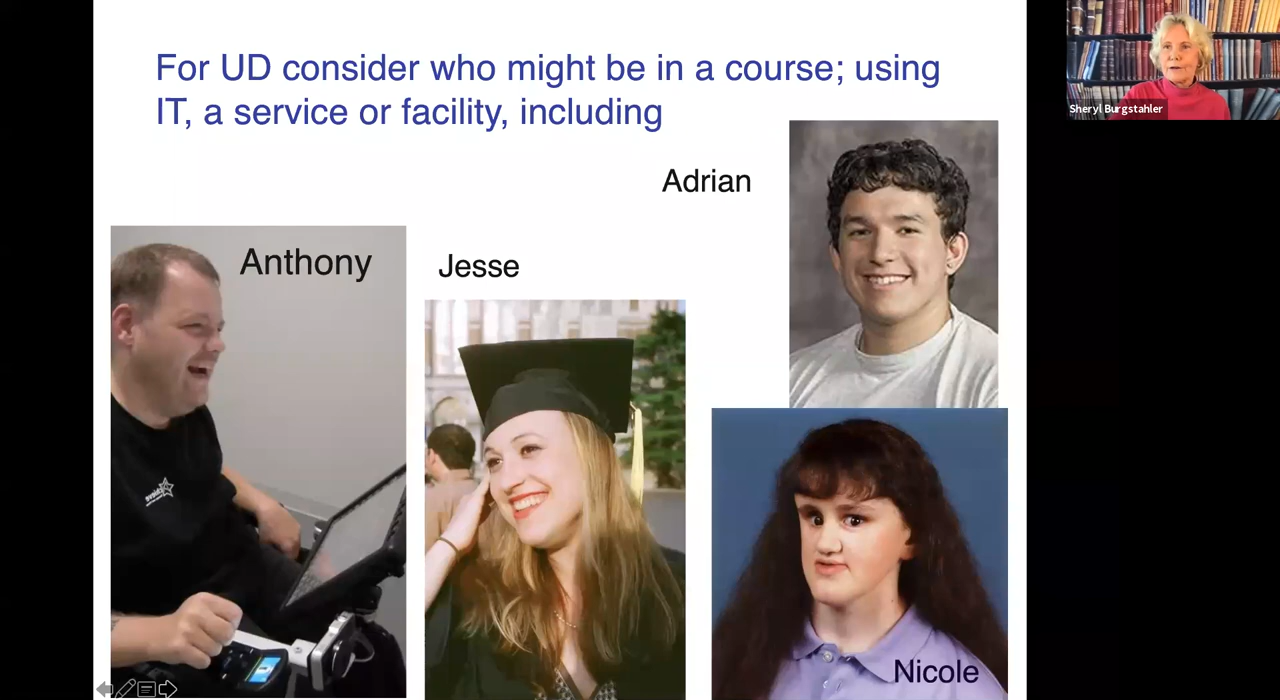 For UD consider who might be in a course; using
IT, a service or facility, including
Sheryl Burgstahler
Adrian
Anthony
Jesse
Nicole